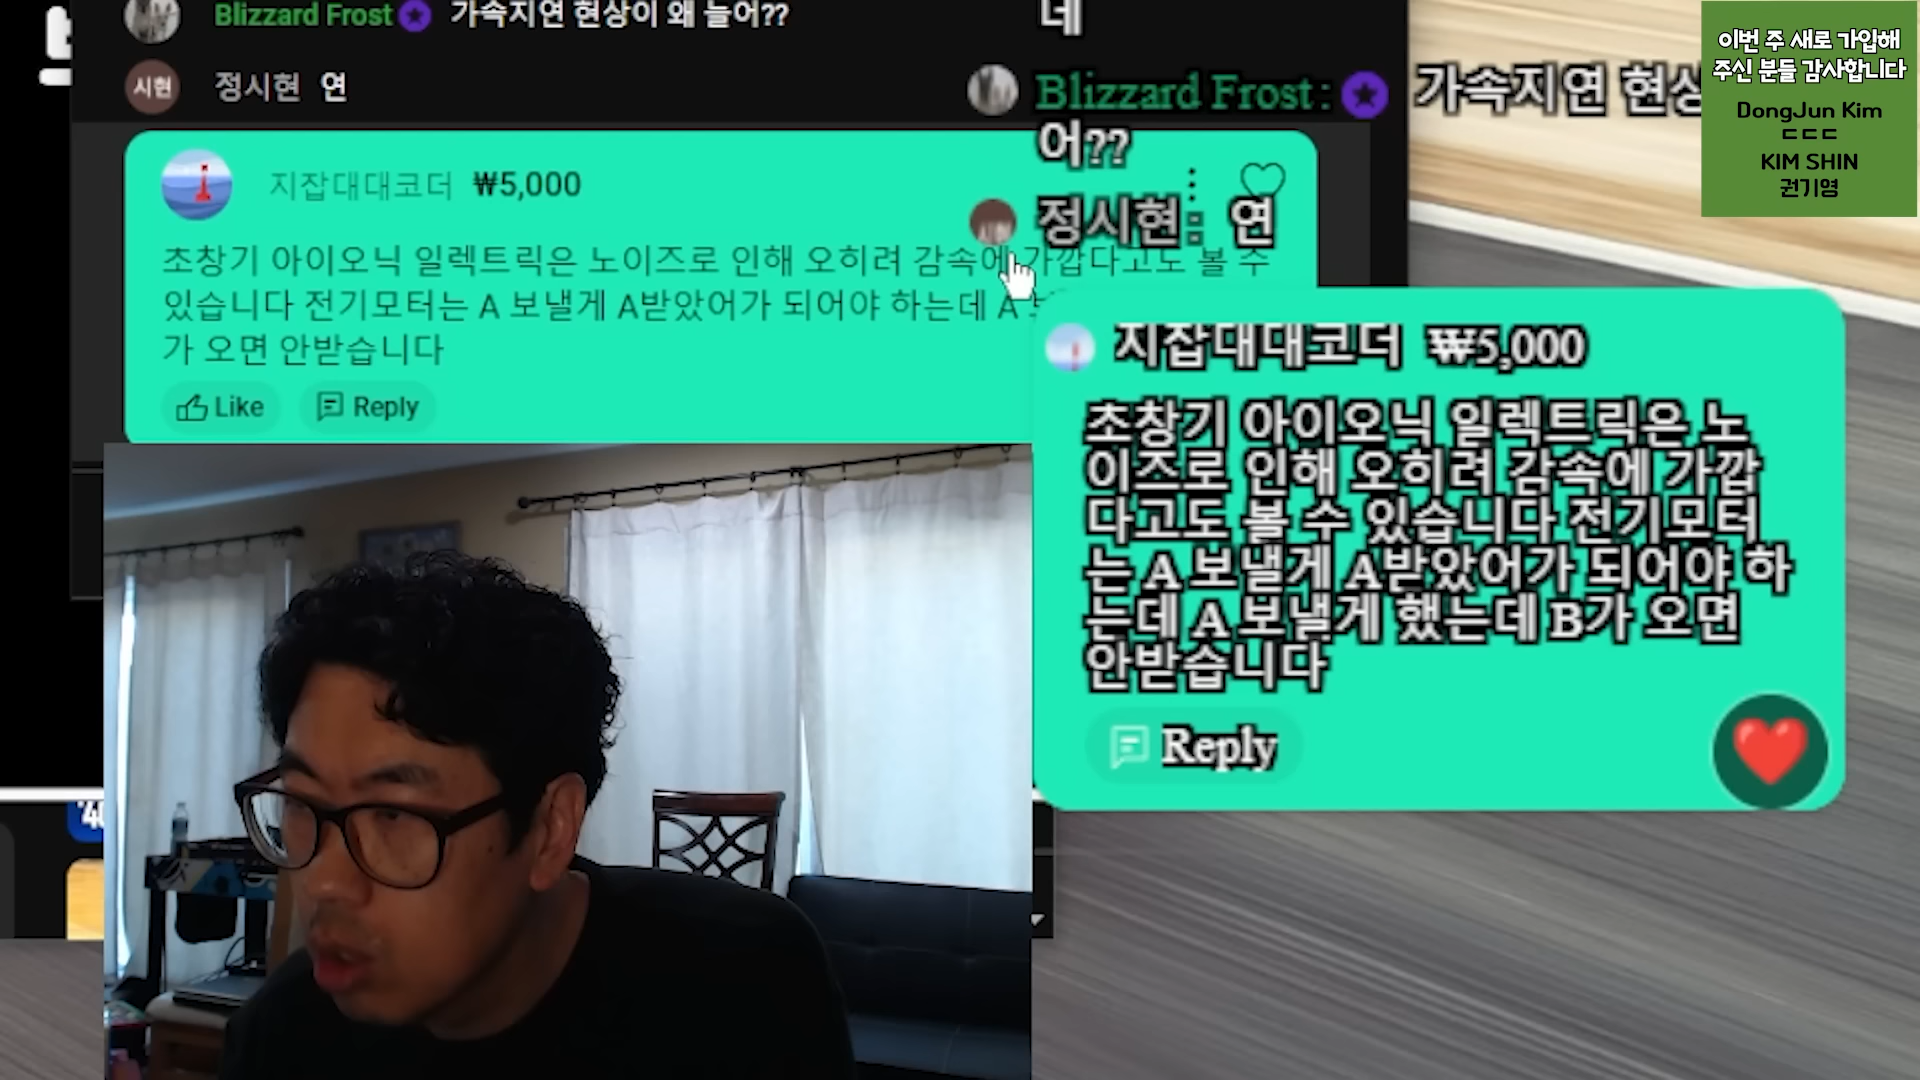 Blizzard Frost 가속지연 현상이 왜 늘어??
시현 정시현 연
지잡대대코더 ₩5,000
초창기 아이오닉 일렉트릭은 노이즈로 인해 오히려 감속에 가깝다고도 볼 수
있습니다 전기모터는 A 보낼게 A받았어가 되어야 하는데 A
가 오면 안받습니다
Like Reply
네
Blizzard Frost : 가속지연 현상
어??
정시현 : 연
지잡대대코더 ₩5,000
초창기 아이오닉 일렉트릭은 노
이즈로 인해 오히려 감속에 가깝
다고도 볼 수 있습니다 전기모터
는 A 보낼게 A받았어가 되어야 하
는데 A 보낼게 했는데 B가 오면
안받습니다
Reply
이번 주 새로 가입해
주신 분들 감사합니다
DongJun Kim
ㄷㄷㄷ
KIM SHIN
권기영